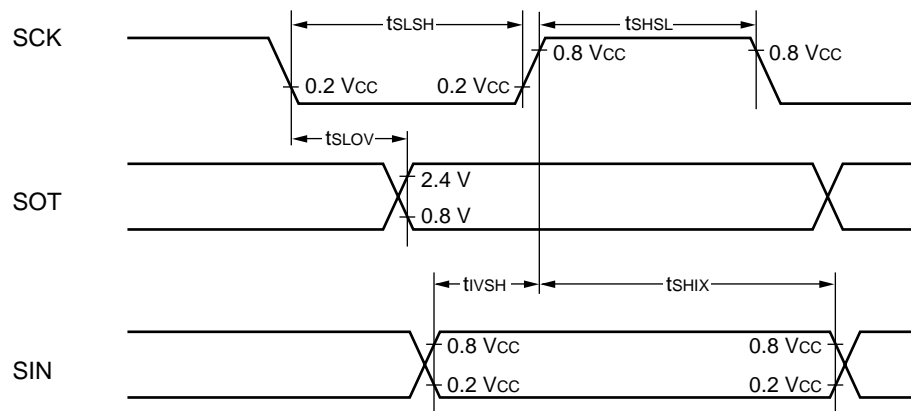 tSLSH
tSHSL
SCK
0.2 VCC
0.2 VCC
0.8 VCC
0.8 VCC
tSLOV
SOT
2.4 V
0.8 V
tIVSH
tSHIX
SIN
0.8 VCC
0.8 VCC
0.2 VCC
0.2 VCC